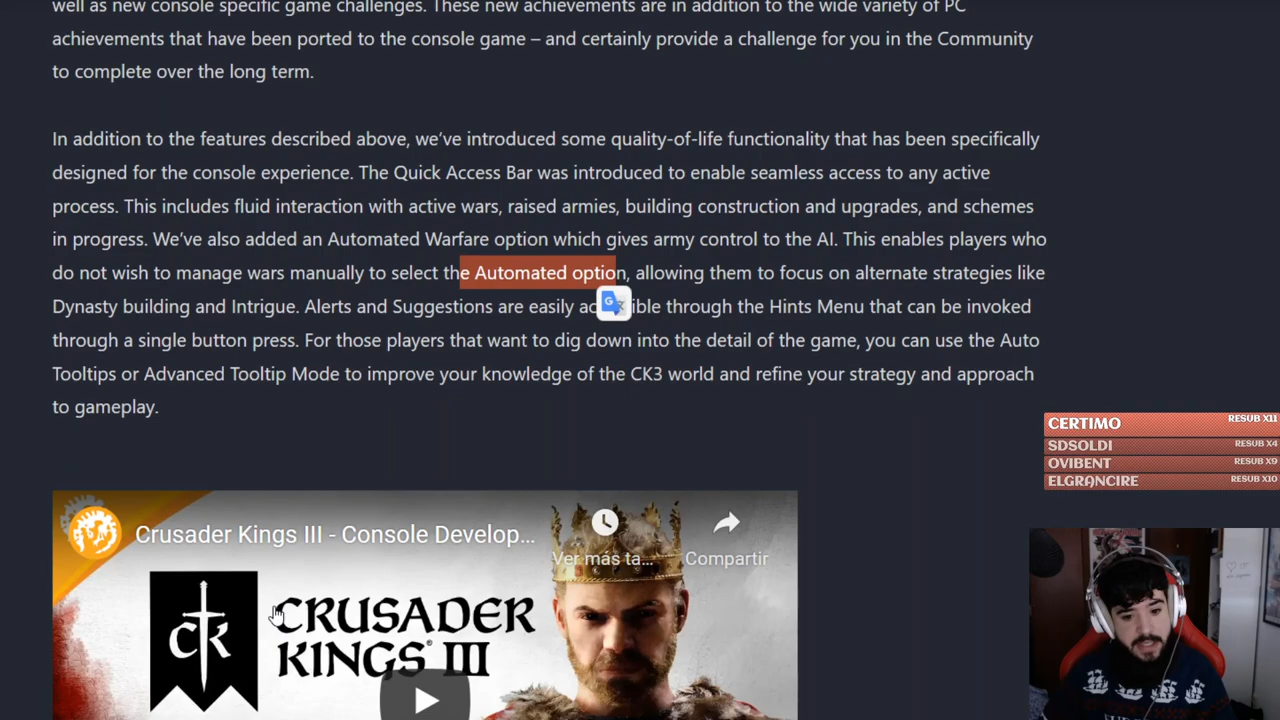 well as new console specific game challenges. These new achievements are in addition to the wide variety of PC
achievements that have been ported to the console game – and certainly provide a challenge for you in the Community
to complete over the long term.
In addition to the features described above, we’ve introduced some quality-of-life functionality that has been specifically
designed for the console experience. The Quick Access Bar was introduced to enable seamless access to any active
process. This includes fluid interaction with active wars, raised armies, building construction and upgrades, and schemes
in progress. We’ve also added an Automated Warfare option which gives army control to the AI. This enables players who
do not wish to manage wars manually to select the Automated option, allowing them to focus on alternate strategies like
Dynasty building and Intrigue. Alerts and Suggestions are easily ac ible through the Hints Menu that can be invoked
through a single button press. For those players that want to dig down into the detail of the game, you can use the Auto
Tooltips or Advanced Tooltip Mode to improve your knowledge of the CK3 world and refine your strategy and approach
to gameplay.
CERTIMO RESUB X11
SDSOLDI RESUB X4
OVIBENT RESUB X9
ELGRANCIRE RESUB X10
Crusader Kings III - Console Develop...
Ver más ta...
Compartir
CK
CRUSADER
KINGS III